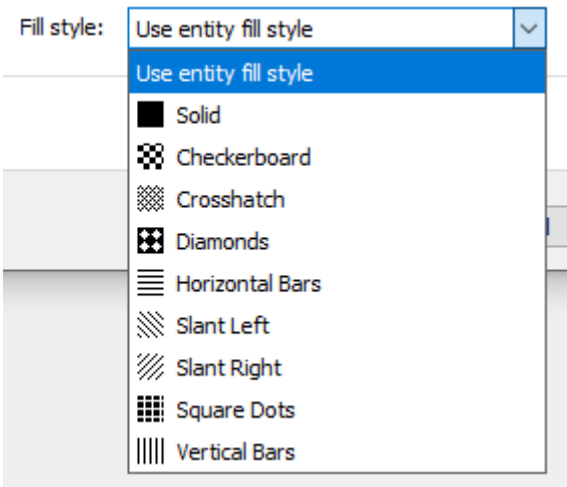 Fill style: Use entity fill style
Use entity fill style
Solid
Checkerboard
Crosshatch
Diamonds
Horizontal Bars
Slant Left
Slant Right
Square Dots
Vertical Bars